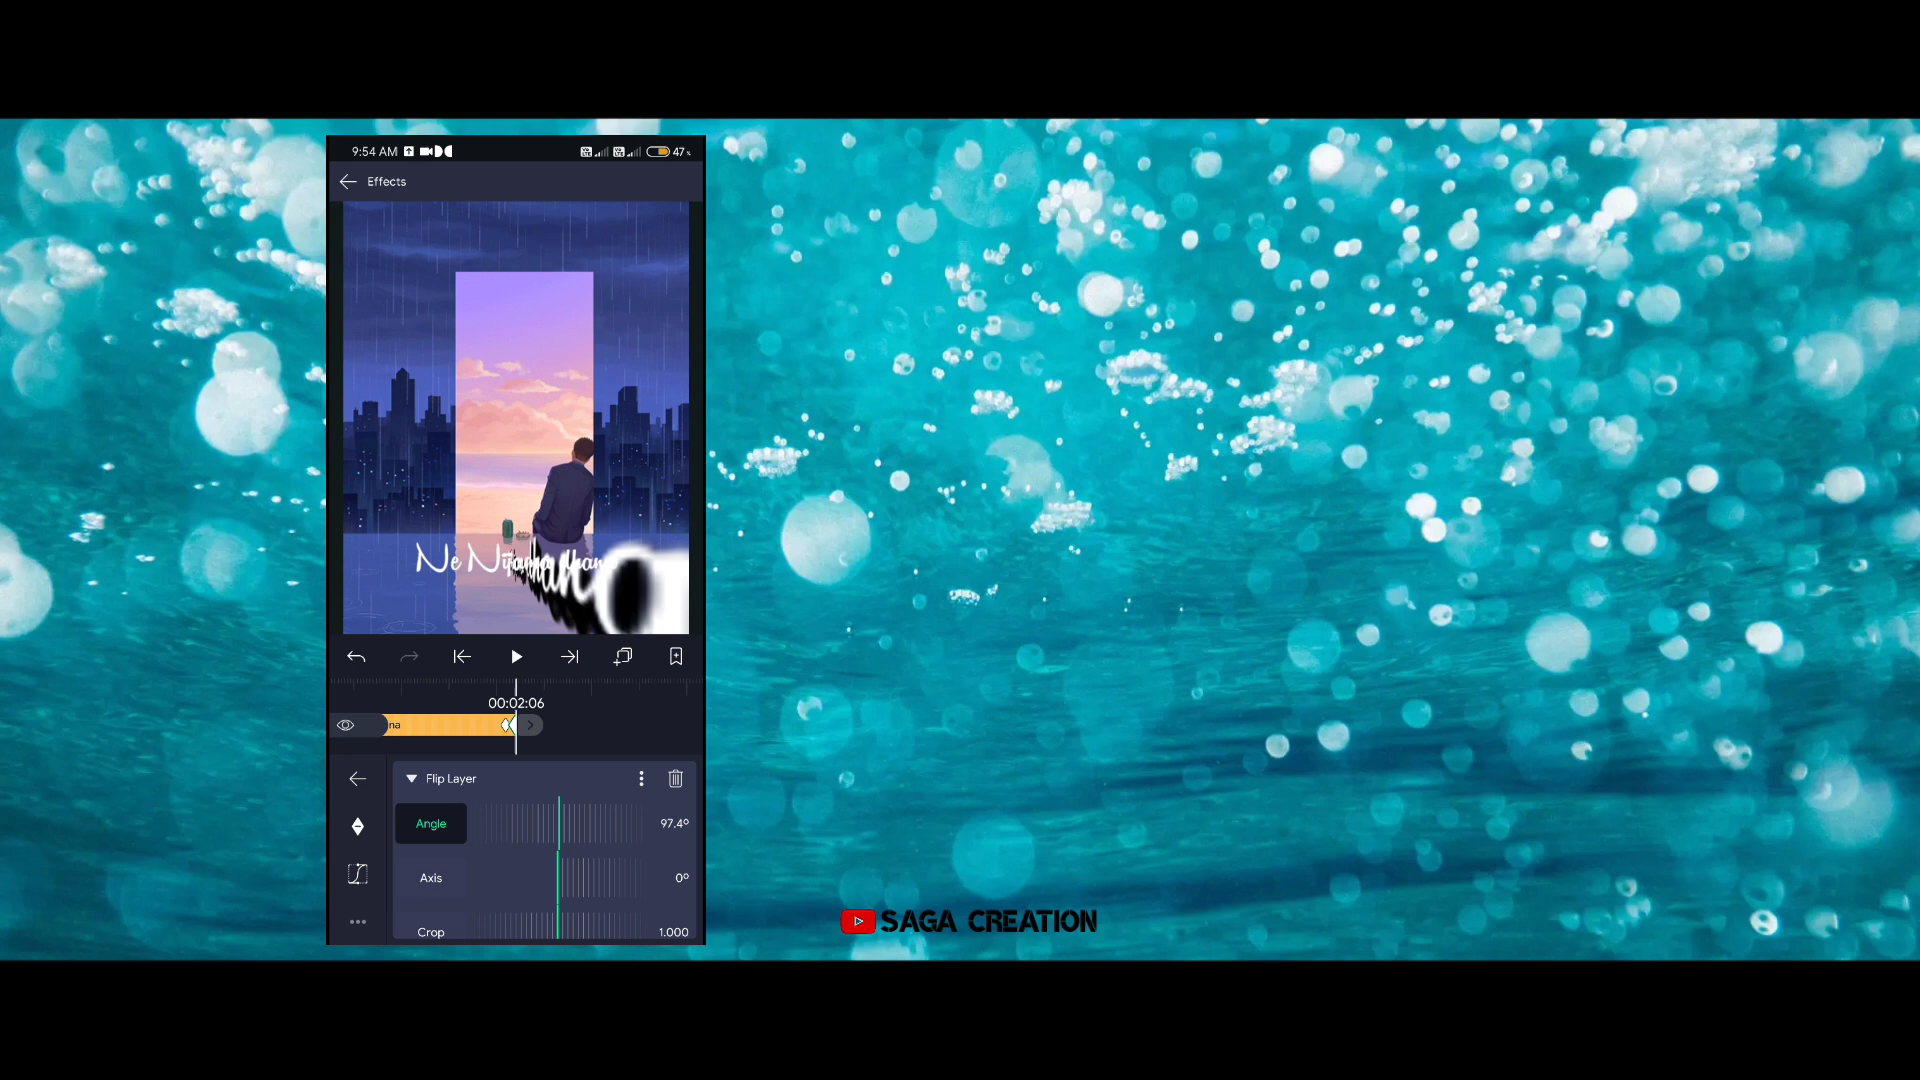 9:54 AM
47%
Effects
Ne
00:02:06
na
Flip Layer
Angle
97.4°
Axis
0°
Crop
1.000
SAGA CREATION